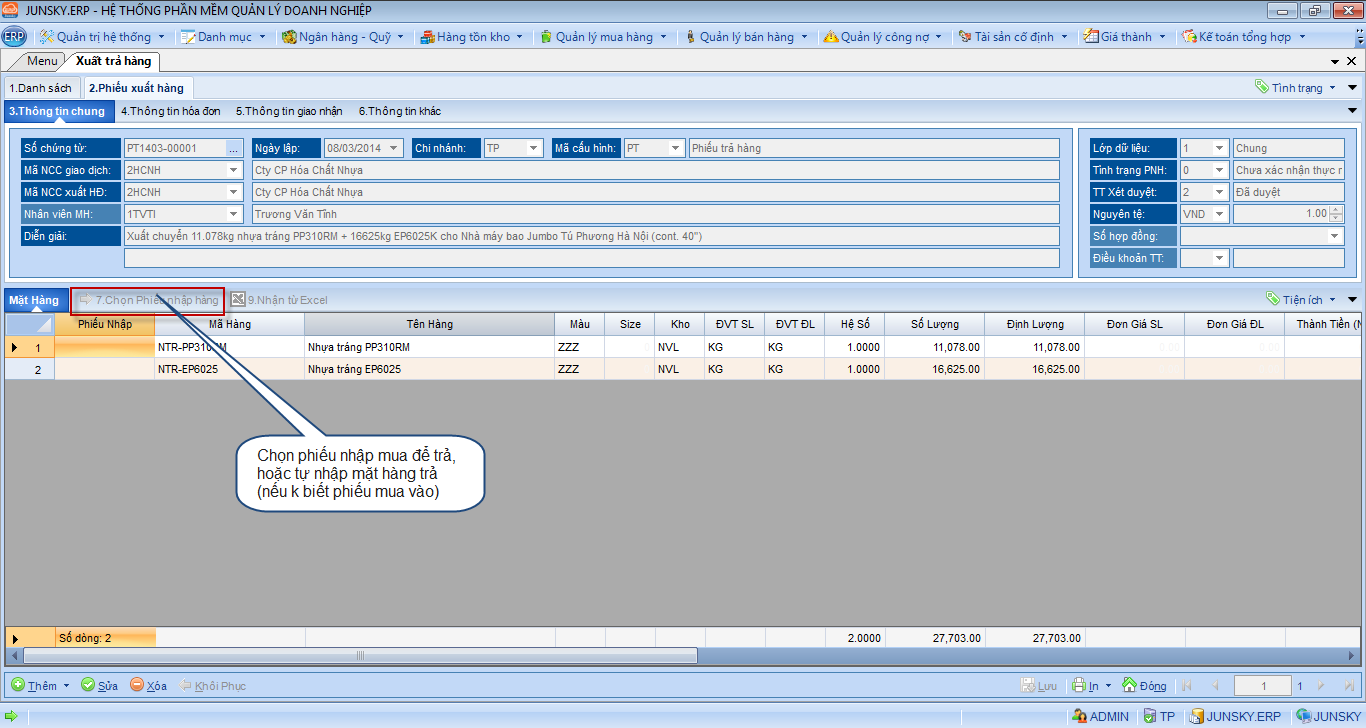 JUNSKY.ERP - HỆ THỐNG PHẦN MỀM QUẢN LÝ DOANH NGHIỆP
ERP Quản trị hệ thống Danh mục Ngân hàng - Quỹ Hàng tồn kho Quản lý mua hàng Quản lý bán hàng Quản lý công nợ Tài sản cố định Giá thành Kế toán tổng hợp
Menu Xuất trả hàng
1.Danh sách 2.Phiếu xuất hàng Tình trạng
3.Thông tin chung 4.Thông tin hóa đơn 5.Thông tin giao nhận 6.Thông tin khác
Số chứng từ: PT1403-00001 ... Ngày lập: 08/03/2014 Chi nhánh: TP Mã cấu hình: PT Phiếu trả hàng Lớp dữ liệu: 1 Chung
Mã NCC giao dịch: 2HCNH Cty CP Hóa Chất Nhựa Tình trạng PNH: 0 Chưa xác nhận thực r
Mã NCC xuất HĐ: 2HCNH Cty CP Hóa Chất Nhựa TT Xét duyệt: 2 Đã duyệt
Nhân viên MH: 1TVTI Trương Văn Tĩnh Nguyên tệ: VND 1.00
Diễn giải: Xuất chuyển 11.078kg nhựa tráng PP310RM + 16625kg EP6025K cho Nhà máy bao Jumbo Tú Phương Hà Nội (cont. 40") Số hợp đồng:
Điều khoản TT:
Mặt Hàng 7.Chọn Phiếu nhập hàng 9.Nhận từ Excel Tiện ích
Phiếu Nhập Mã Hàng Tên Hàng Màu Size Kho ĐVT SL ĐVT ĐL Hệ Số Số Lượng Định Lượng Đơn Giá SL Đơn Giá ĐL Thành Tiền (N
1 NTR-PP310RM Nhựa tráng PP310RM ZZZ NVL KG KG 1.0000 11,078.00 11,078.00
2 NTR-EP6025 Nhựa tráng EP6025 ZZZ NVL KG KG 1.0000 16,625.00 16,625.00
Chọn phiếu nhập mua để trả,
hoặc tự nhập mặt hàng trả
(nếu k biết phiếu mua vào)
Số dòng: 2 2.0000 27,703.00 27,703.00
Thêm Sửa Xóa Khôi Phục Lưu In Đóng 1 1
ADMIN TP JUNSKY.ERP JUNSKY